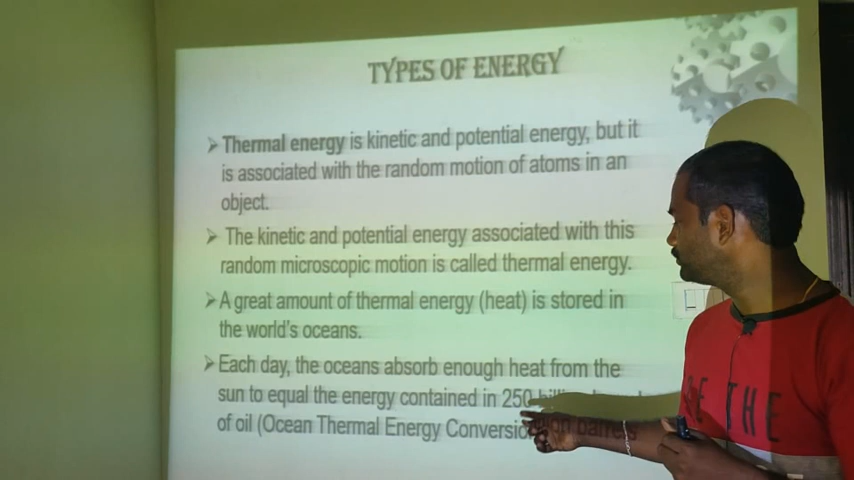 TYPES OF ENERGY
➢ Thermal energy is kinetic and potential energy, but it
is associated with the random motion of atoms in an
object.
➢ The kinetic and potential energy associated with this
random microscopic motion is called thermal energy.
➢ A great amount of thermal energy (heat) is stored in
the world's oceans.
➢ Each day, the oceans absorb enough heat from the
sun to equal the energy contained in 250
of oil (Ocean Thermal Energy Conversion barrels
THE